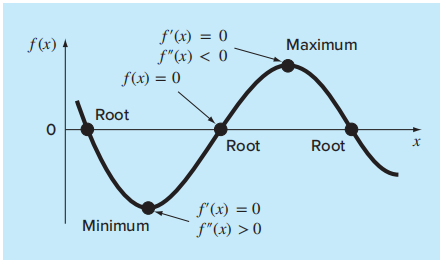 f(x)
f′(x) = 0
f″(x) < 0
Maximum
f(x) = 0
Root
0
Root
Root
x
f′(x) = 0
Minimum
f″(x) > 0